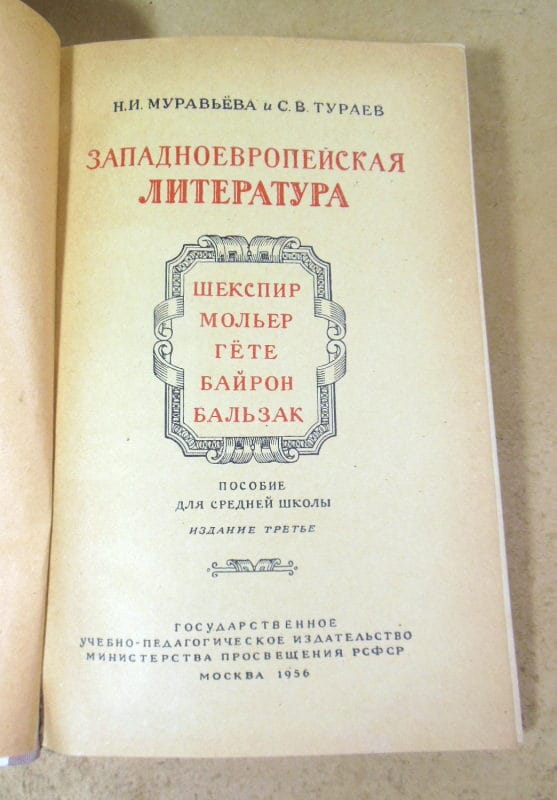 Н. И. МУРАВЬЁВА и С. В. ТУРАЕВ
ЗАПАДНОЕВРОПЕЙСКАЯ
ЛИТЕРАТУРА
ШЕКСПИР
МОЛЬЕР
ГЁТЕ
БАЙРОН
БАЛЬЗАК
ПОСОБИЕ
ДЛЯ СРЕДНЕЙ ШКОЛЫ
ИЗДАНИЕ ТРЕТЬЕ
ГОСУДАРСТВЕННОЕ
УЧЕБНО-ПЕДАГОГИЧЕСКОЕ ИЗДАТЕЛЬСТВО
МИНИСТЕРСТВА ПРОСВЕЩЕНИЯ РСФСР
МОСКВА 1956